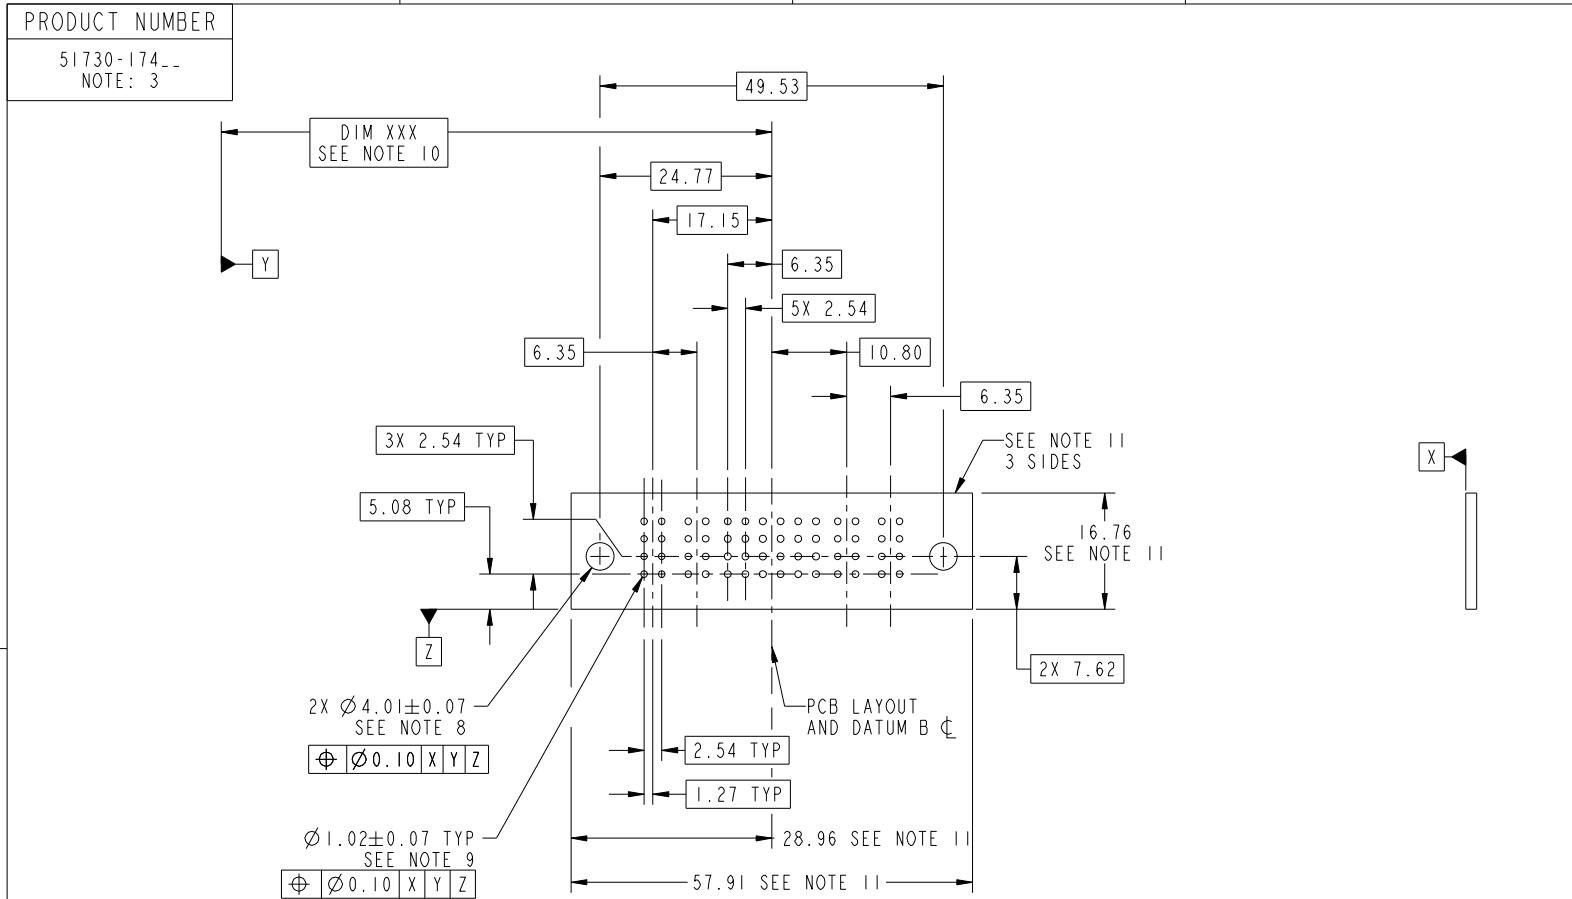 PRODUCT NUMBER
51730-174__
NOTE: 3
49.53
DIM XXX
SEE NOTE 10
24.77
17.15
Y
6.35
5X 2.54
6.35
10.80
6.35
3X 2.54 TYP
SEE NOTE 11
3 SIDES
X
5.08 TYP
16.76
SEE NOTE 11
Z
2X 7.62
2X Ø4.01±0.07
SEE NOTE 8
⌖ Ø0.10 X Y Z
PCB LAYOUT
AND DATUM B ℄
2.54 TYP
1.27 TYP
Ø1.02±0.07 TYP
SEE NOTE 9
⌖ Ø0.10 X Y Z
28.96 SEE NOTE 11
57.91 SEE NOTE 11